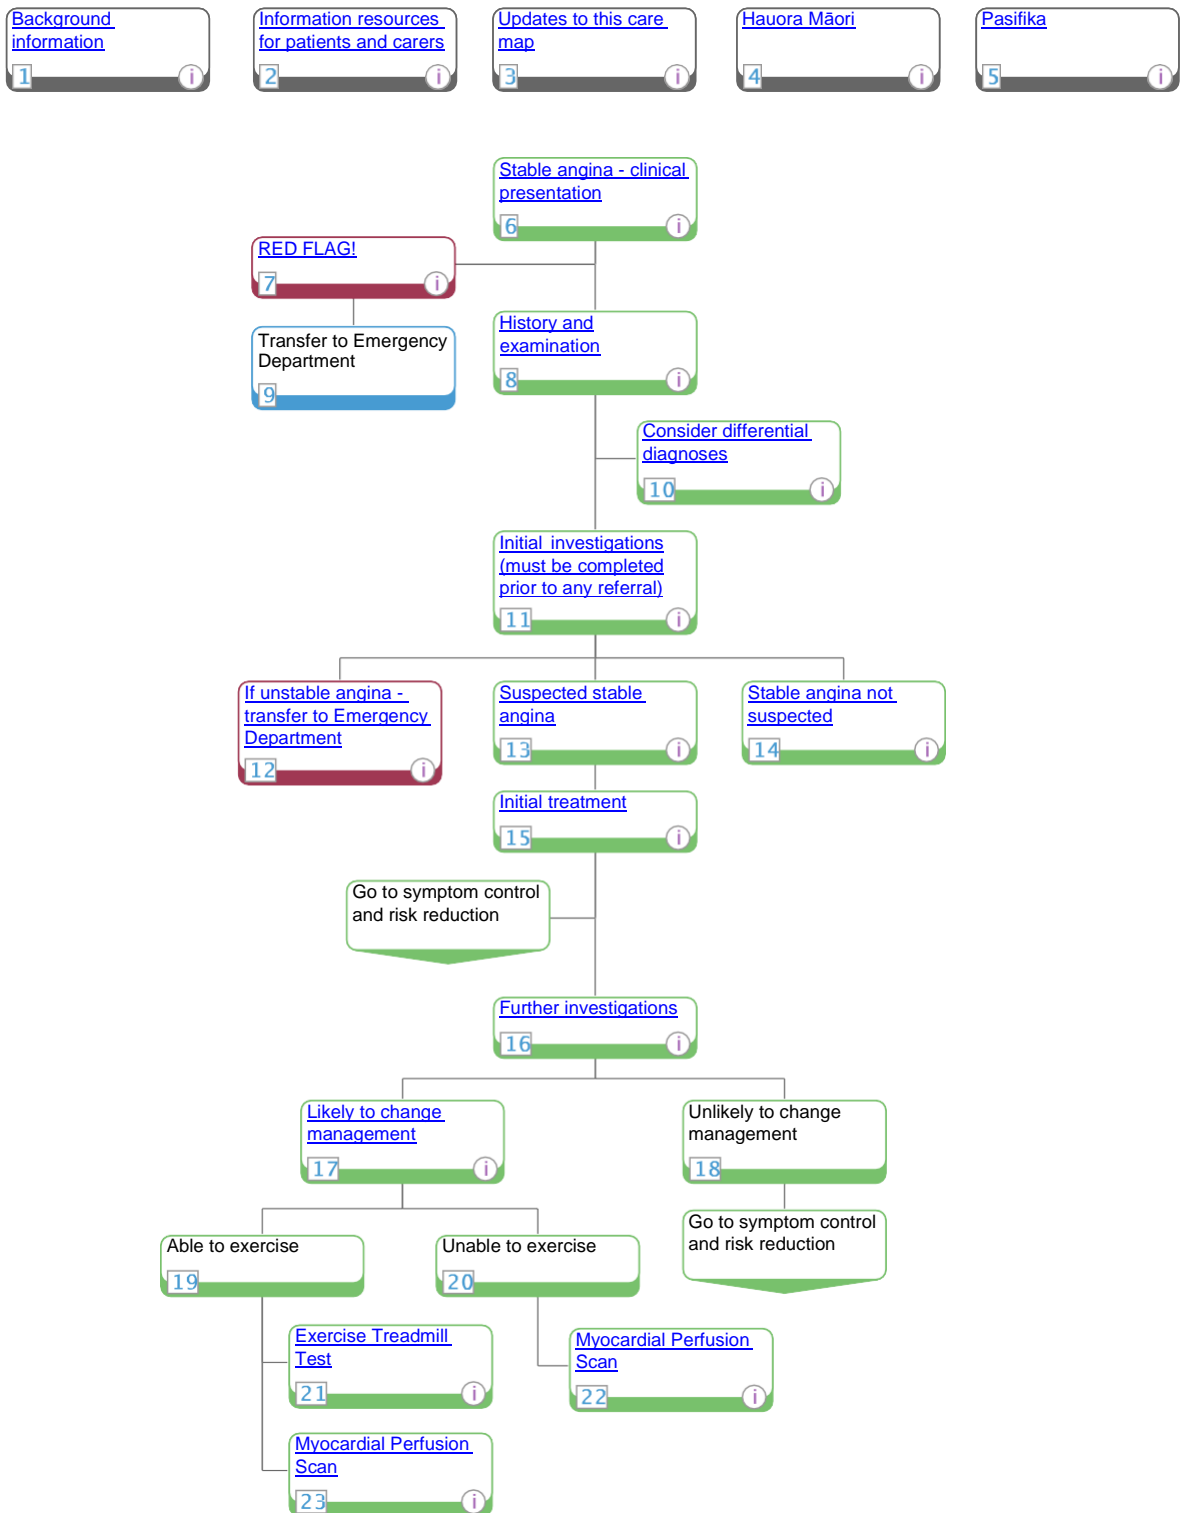 Background
information
1
i
Information resources
for patients and carers
2
i
Updates to this care
map
3
i
Hauora Māori
4
i
Pasifika
5
i
Stable angina - clinical
presentation
6
i
RED FLAG!
7
i
History and
examination
8
i
Transfer to Emergency
Department
9
Consider differential
diagnoses
10
i
Initial investigations
(must be completed
prior to any referral)
11
i
If unstable angina -
transfer to Emergency
Department
12
i
Suspected stable
angina
13
i
Stable angina not
suspected
14
i
Initial treatment
15
i
Go to symptom control
and risk reduction
Further investigations
16
i
Likely to change
management
17
i
Unlikely to change
management
18
Go to symptom control
and risk reduction
Able to exercise
19
Unable to exercise
20
Exercise Treadmill
Test
21
i
Myocardial Perfusion
Scan
22
i
Myocardial Perfusion
Scan
23
i